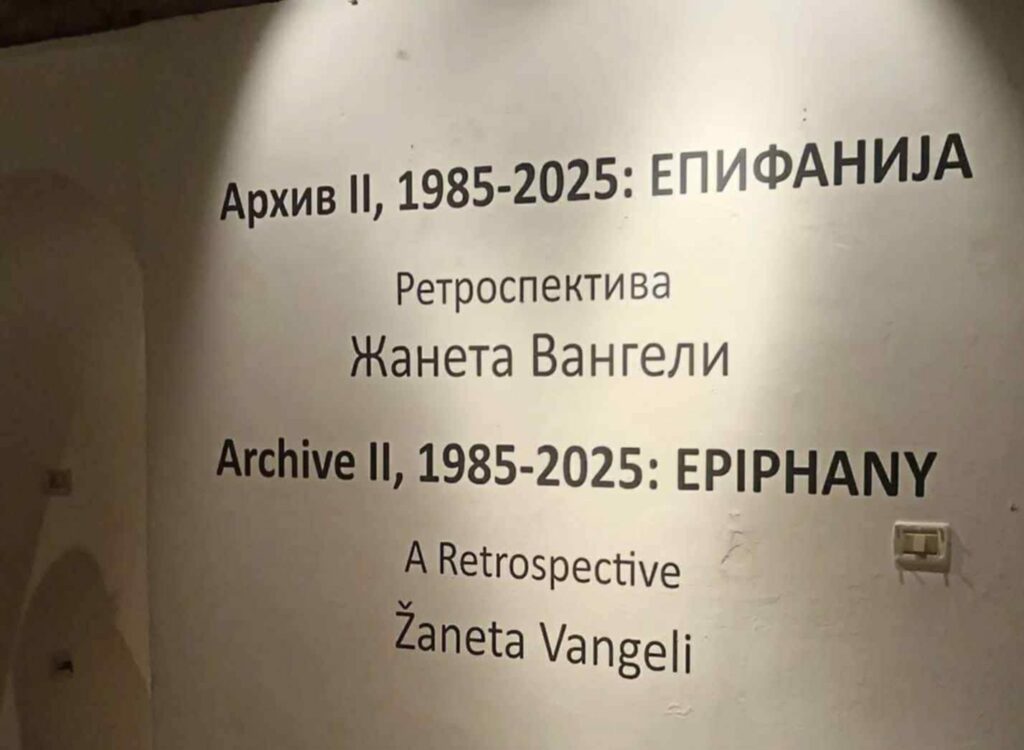 Архив II, 1985-2025: ЕПИФАНИЈА
Ретроспектива
Жанета Вангели
Archive II, 1985-2025: EPIPHANY
A Retrospective
Žaneta Vangeli